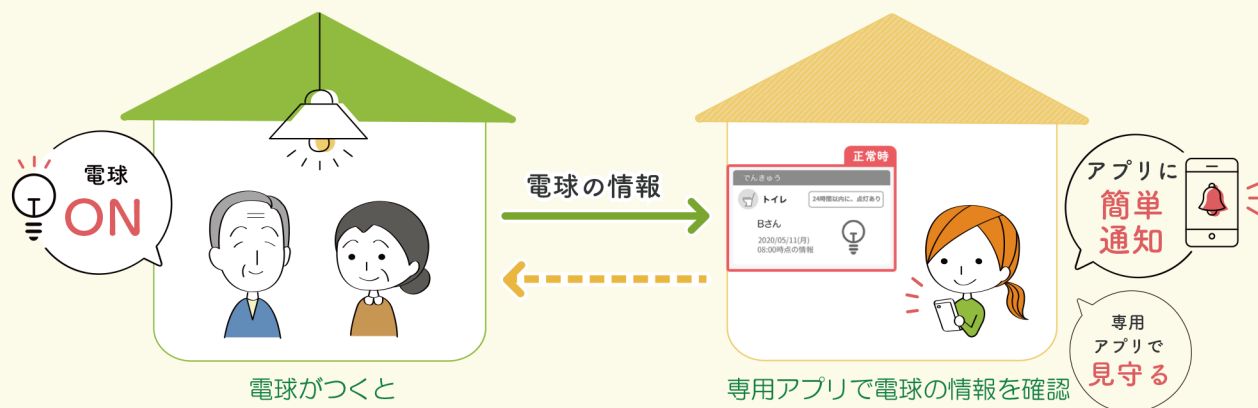 電球
ON
電球の情報
正常時
でんきゅう
トイレ
24時間以内に、点灯あり
Bさん
2020/05/11(月)
08:00時点の情報
アプリに
簡単
通知
専用
アプリで
見守る
電球がつくと
専用アプリで電球の情報を確認